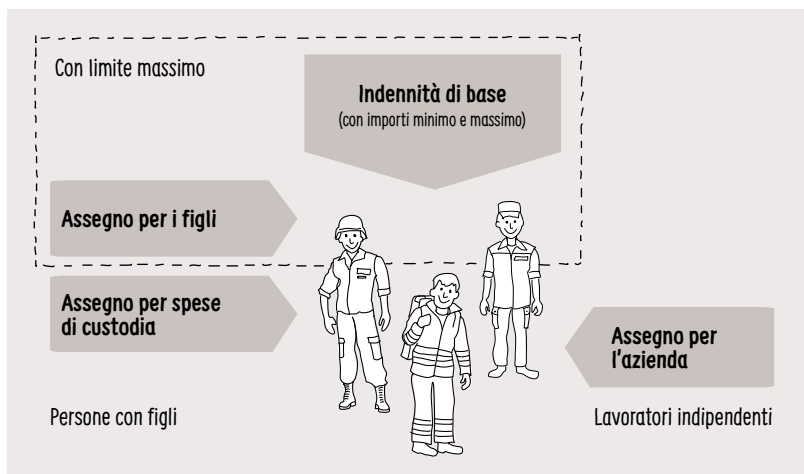 Con limite massimo
Indennità di base
(con importi minimo e massimo)
Assegno per i figli
Assegno per spese
di custodia
Assegno per
l'azienda
Persone con figli
Lavoratori indipendenti